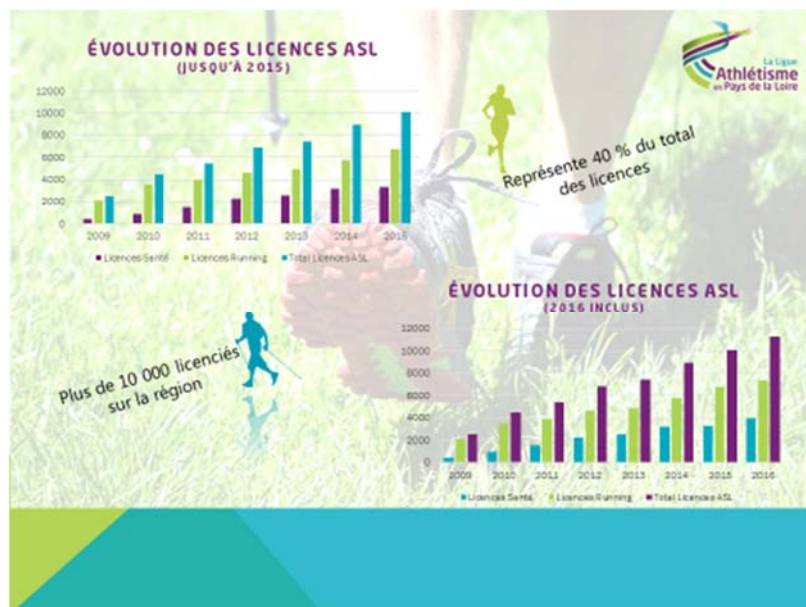 ÉVOLUTION DES LICENCES ASL
(JUSQU'À 2015)
12000
10000
8000
6000
4000
2000
0
2009 2010 2011 2012 2013 2014 2015
Licences Santé Licences Running Total Licences ASL
La Ligue
Athlétisme
en Pays de la Loire
Représente 40 % du total
des licences
Plus de 10 000 licenciés
sur la région
ÉVOLUTION DES LICENCES ASL
(2016 INCLUS)
12000
10000
8000
6000
4000
2000
0
2009 2010 2011 2012 2013 2014 2015 2016
Licences Santé Licences Running Total Licences ASL